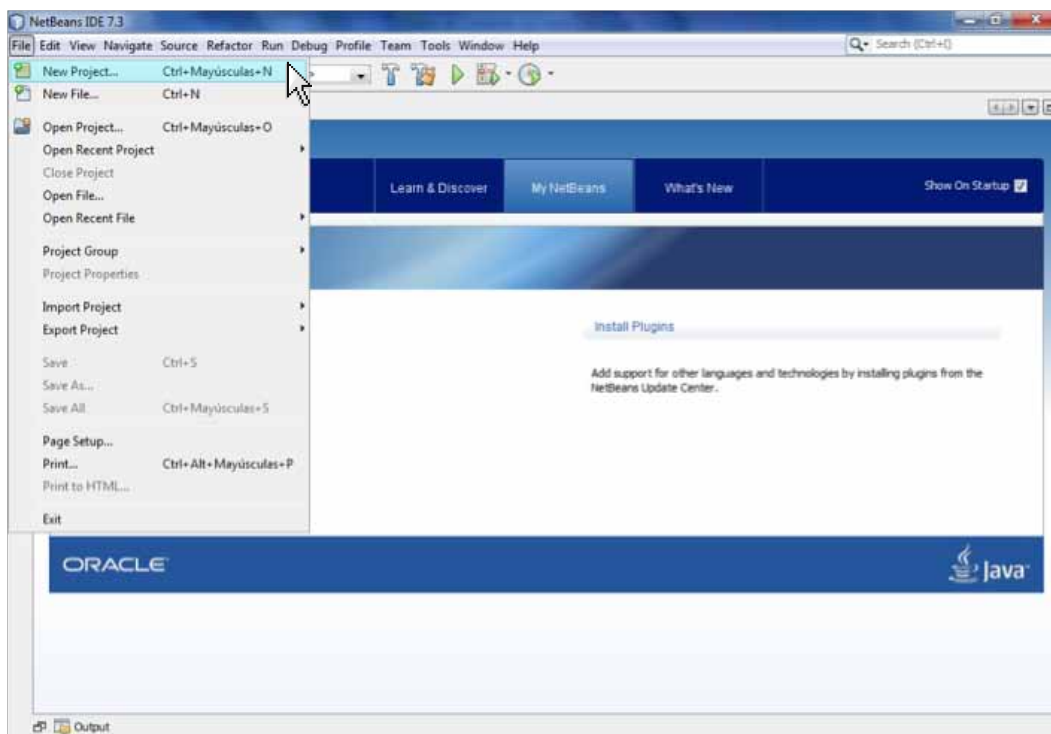 NetBeans IDE 7.3
File Edit View Navigate Source Refactor Run Debug Profile Team Tools Window Help
Search (Ctrl+I)
New Project... Ctrl+Mayúsculas+N
New File... Ctrl+N
Open Project... Ctrl+Mayúsculas+O
Open Recent Project
Close Project
Open File...
Open Recent File
Project Group
Project Properties
Import Project
Export Project
Save Ctrl+S
Save As...
Save All Ctrl+Mayúsculas+S
Page Setup...
Print... Ctrl+Alt+Mayúsculas+P
Print to HTML...
Exit
Learn & Discover My NetBeans What's New Show On Startup
Install Plugins
Add support for other languages and technologies by installing plugins from the
NetBeans Update Center.
ORACLE
Java
Output